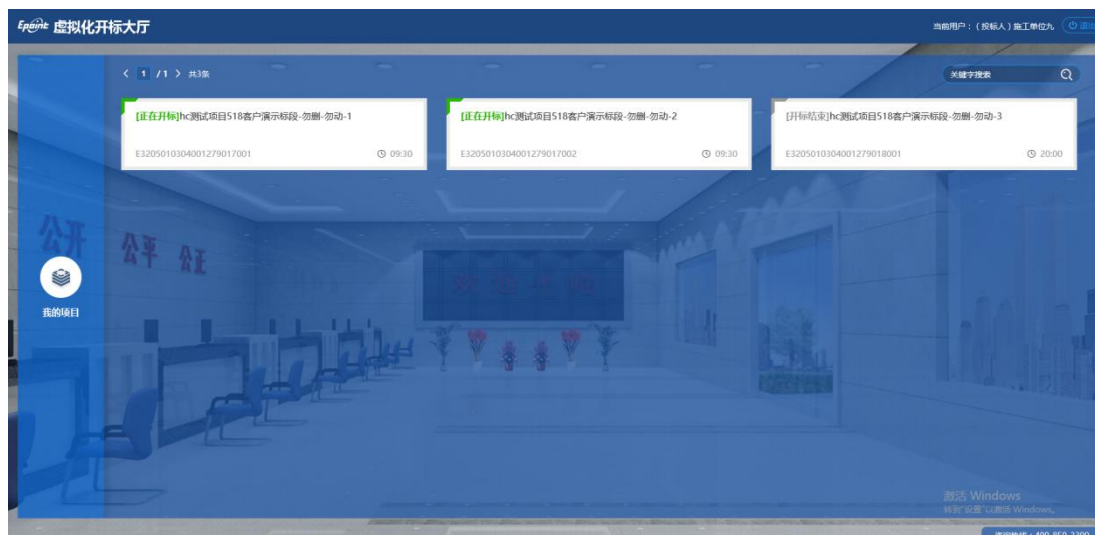 Epoint 虚拟化开标大厅
当前用户：（投标人）施工单位九
1 / 1 共3条
关键字搜索
[正在开标]hc测试项目518客户演示标段-勿删-勿动-1
E3205010304001279017001 09:30
[正在开标]hc测试项目518客户演示标段-勿删-勿动-2
E3205010304001279017002 09:30
[开标结束]hc测试项目518客户演示标段-勿删-勿动-3
E3205010304001279018001 20:00
公开
公平 公正
我的项目
激活 Windows
转到"设置"以激活 Windows。